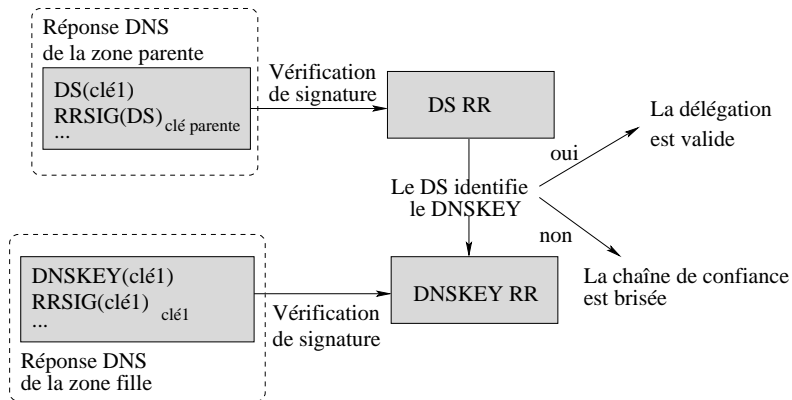 Réponse DNS
de la zone parente
DS(clé1)
RRSIG(DS) clé parente
...
Vérification
de signature
DS RR
La délégation
est valide
oui
Le DS identifie
le DNSKEY
non
La chaîne de confiance
est brisée
DNSKEY(clé1)
RRSIG(clé1) clé1
...
Vérification
de signature
DNSKEY RR
Réponse DNS
de la zone fille